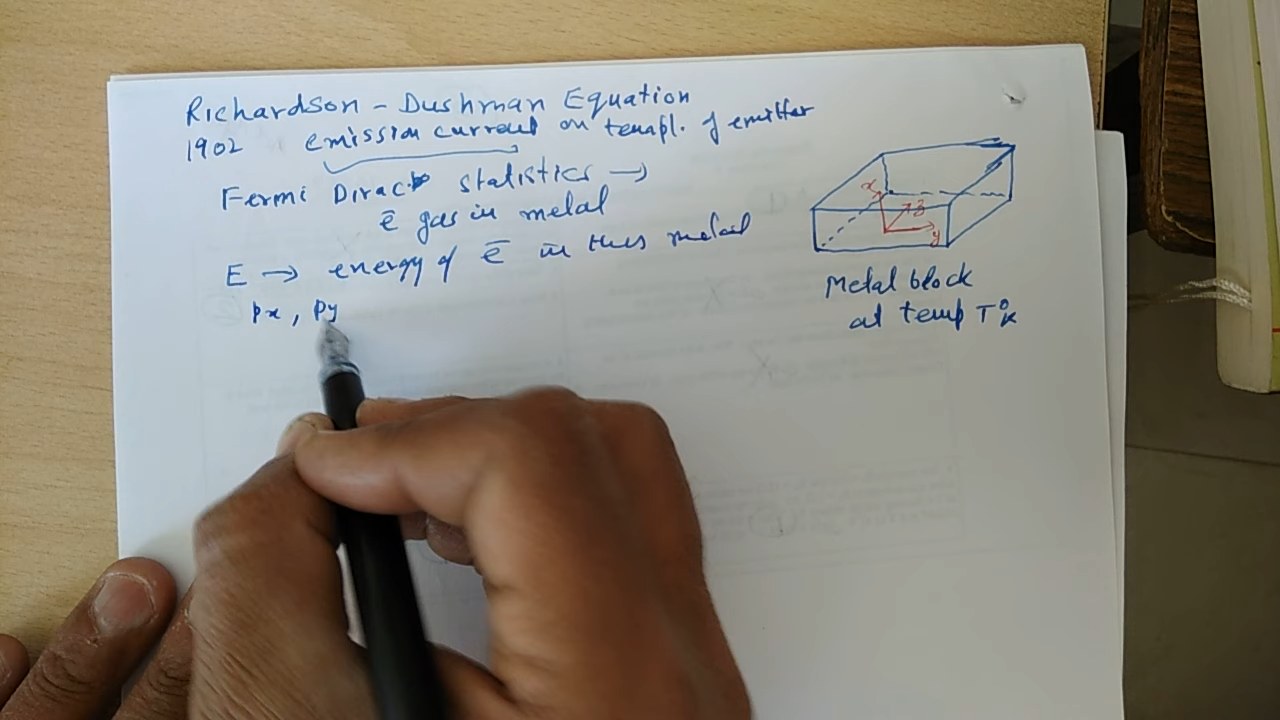 Richardson - Dushman Equation
1902 emission current on templ. of emitter
Fermi Dirac statistics →
ē gas in metal
E → energy of ē in this metal
px, py
x
z
y
Metal block
at temp T°K